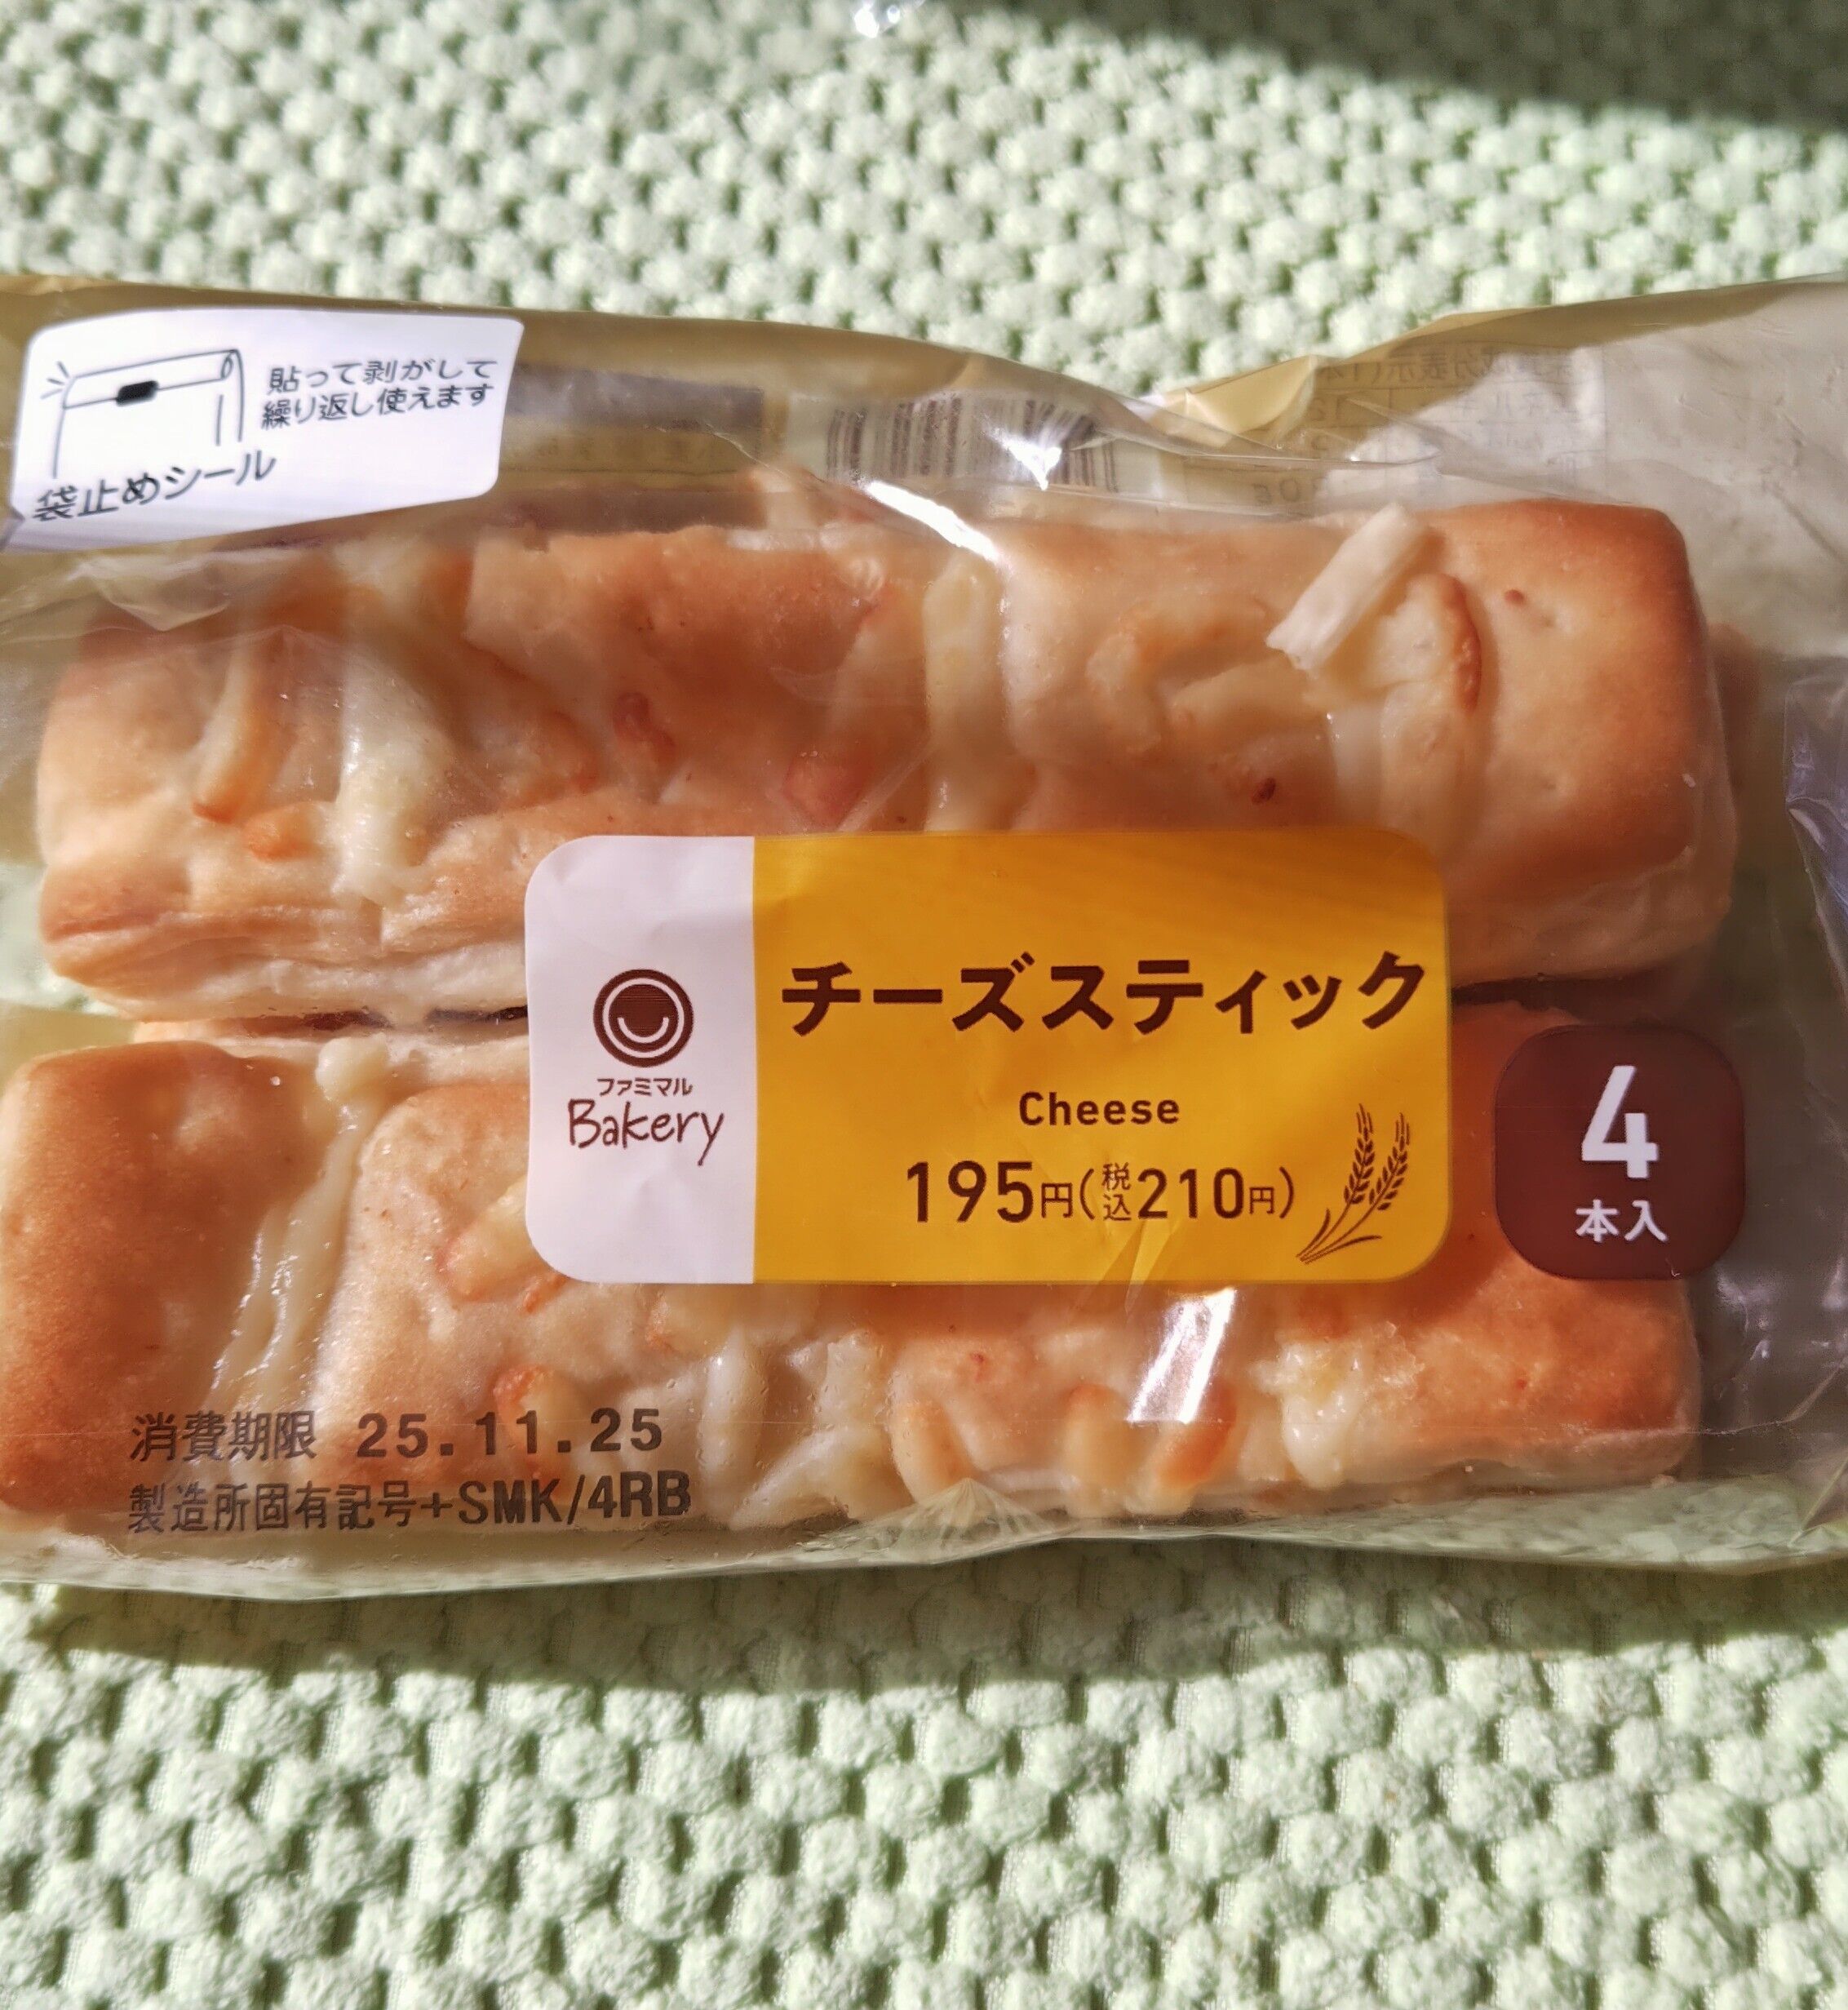 貼って剥がして
繰り返し使えます
袋止めシール
チーズスティック
ファミマル
Bakery
Cheese
195円(税込210円)
4
本入
消費期限 25.11.25
製造所固有記号+SMK/4RB